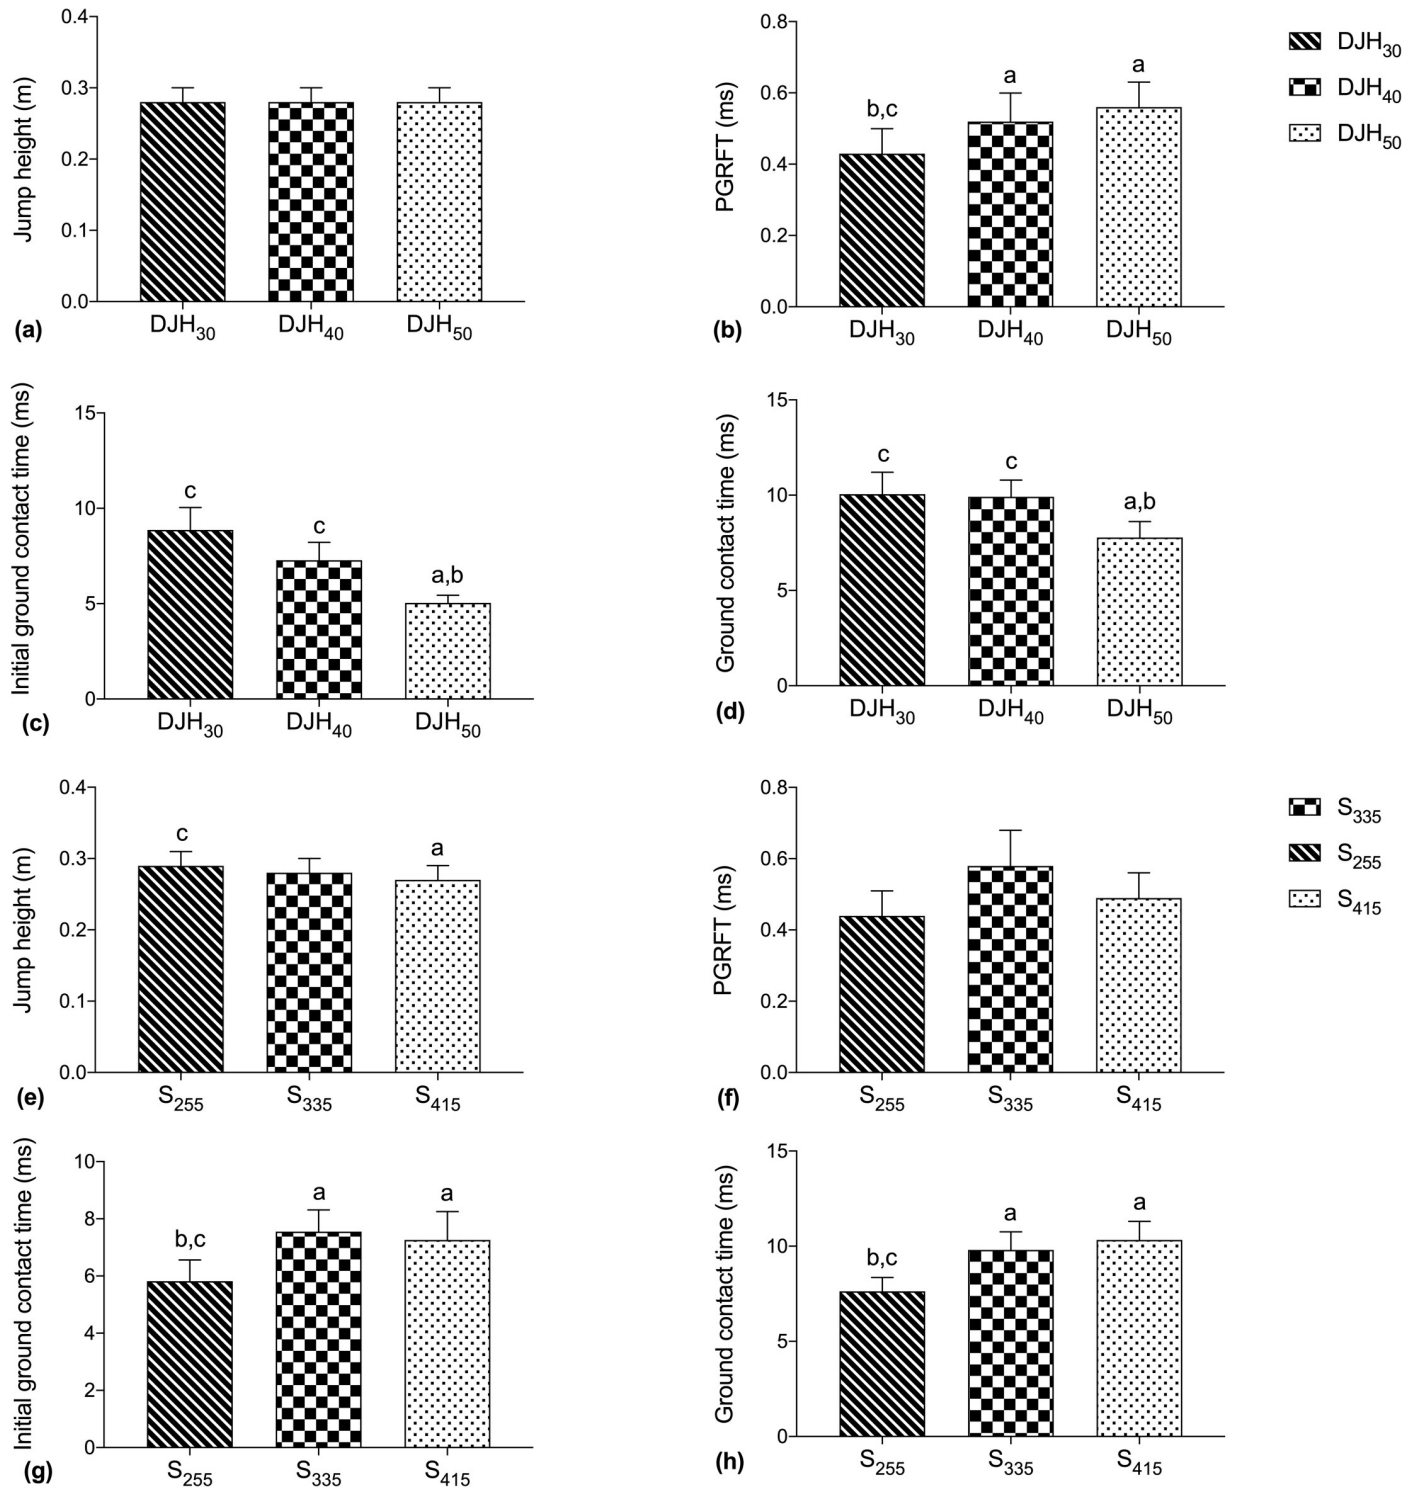 Jump height (m)
0.4
0.3
0.2
0.1
0.0
DJH30 DJH40 DJH50
(a)
PGRFT (ms)
0.8
0.6
0.4
0.2
0.0
b,c
a
a
DJH30 DJH40 DJH50
(b)
DJH30
DJH40
DJH50
Initial ground contact time (ms)
15
10
5
0
c
c
a,b
DJH30 DJH40 DJH50
(c)
Ground contact time (ms)
15
10
5
0
c
c
a,b
DJH30 DJH40 DJH50
(d)
Jump height (m)
0.4
0.3
0.2
0.1
0.0
c
a
S255 S335 S415
(e)
PGRFT (ms)
0.8
0.6
0.4
0.2
0.0
S255 S335 S415
(f)
S335
S255
S415
Initial ground contact time (ms)
10
8
6
4
2
0
b,c
a
a
S255 S335 S415
(g)
Ground contact time (ms)
15
10
5
0
b,c
a
a
S255 S335 S415
(h)